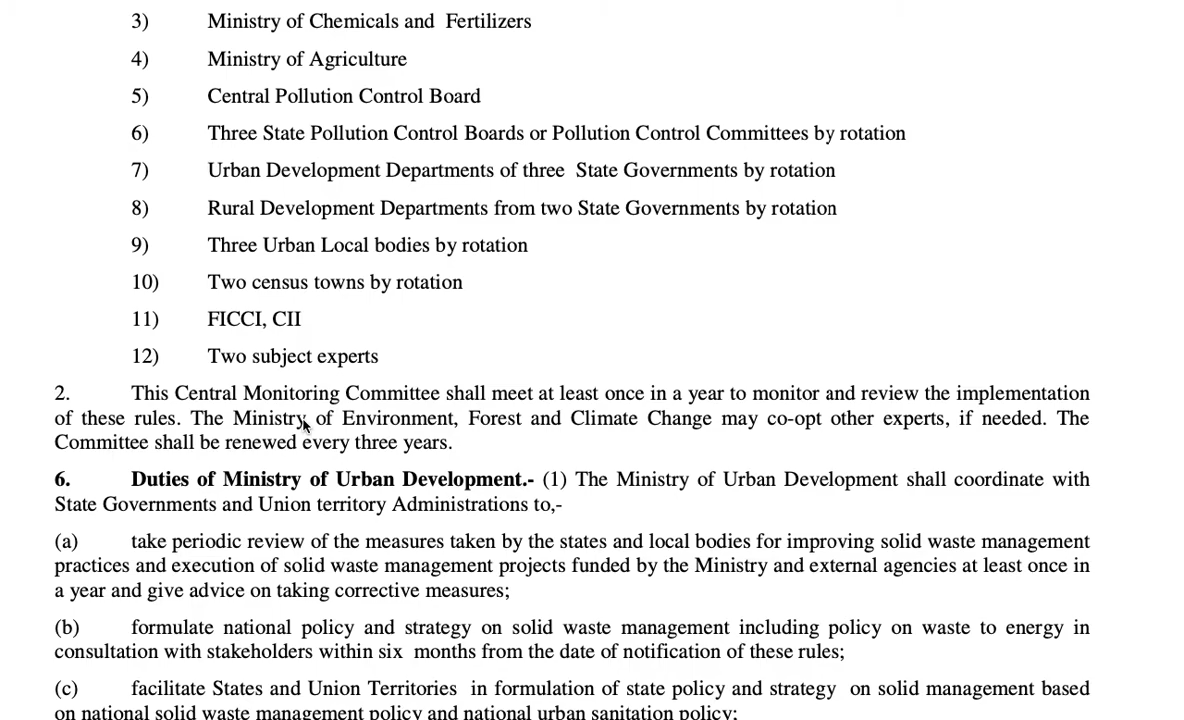 3) Ministry of Chemicals and Fertilizers
4) Ministry of Agriculture
5) Central Pollution Control Board
6) Three State Pollution Control Boards or Pollution Control Committees by rotation
7) Urban Development Departments of three State Governments by rotation
8) Rural Development Departments from two State Governments by rotation
9) Three Urban Local bodies by rotation
10) Two census towns by rotation
11) FICCI, CII
12) Two subject experts
2. This Central Monitoring Committee shall meet at least once in a year to monitor and review the implementation
of these rules. The Ministry of Environment, Forest and Climate Change may co-opt other experts, if needed. The
Committee shall be renewed every three years.
6. Duties of Ministry of Urban Development.- (1) The Ministry of Urban Development shall coordinate with
State Governments and Union territory Administrations to,-
(a) take periodic review of the measures taken by the states and local bodies for improving solid waste management
practices and execution of solid waste management projects funded by the Ministry and external agencies at least once in
a year and give advice on taking corrective measures;
(b) formulate national policy and strategy on solid waste management including policy on waste to energy in
consultation with stakeholders within six months from the date of notification of these rules;
(c) facilitate States and Union Territories in formulation of state policy and strategy on solid management based
on national solid waste management policy and national urban sanitation policy;